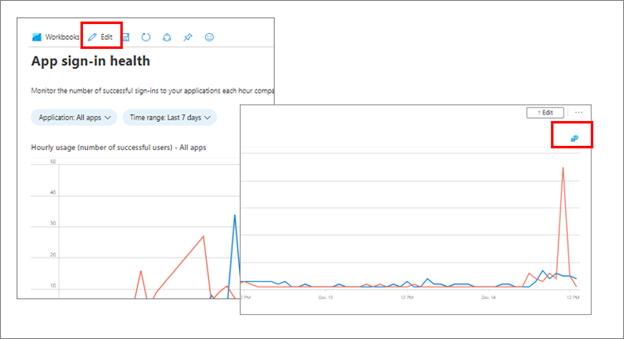 Workbooks Edit
App sign-in health
Monitor the number of successful sign-ins to your applications each hour compa
Application: All apps Time range: Last 7 days
Hourly usage (number of successful users) - All apps
50
40
30
20
10
↑ Edit ...
PM Dec 13 12 PM Dec 14 12 PM